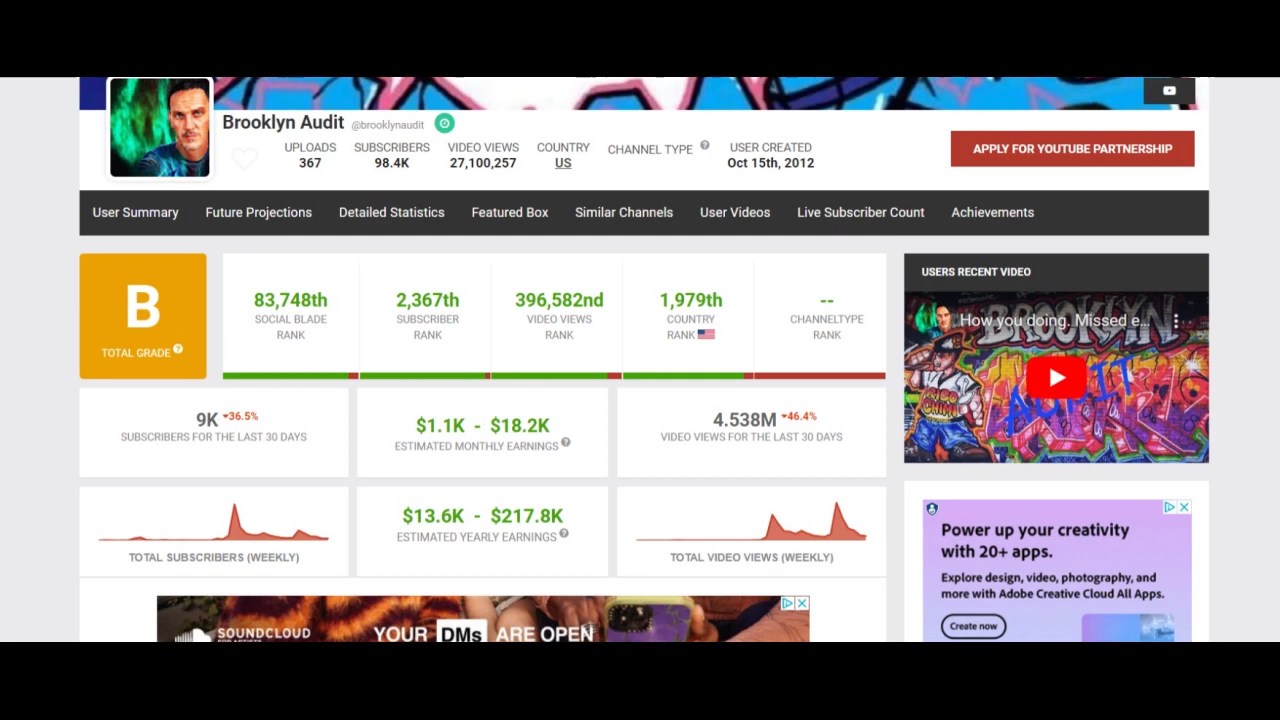 Brooklyn Audit @brooklynaudit
UPLOADS
367
SUBSCRIBERS
98.4K
VIDEO VIEWS
27,100,257
COUNTRY
US
CHANNEL TYPE ?
USER CREATED
Oct 15th, 2012
APPLY FOR YOUTUBE PARTNERSHIP
User Summary Future Projections Detailed Statistics Featured Box Similar Channels User Videos Live Subscriber Count Achievements
B
TOTAL GRADE ?
83,748th
SOCIAL BLADE
RANK
2,367th
SUBSCRIBER
RANK
396,582nd
VIDEO VIEWS
RANK
1,979th
COUNTRY
RANK
--
CHANNELTYPE
RANK
USERS RECENT VIDEO
How you doing. Missed e...
BROOKLYN
AUDIT
9K -36.5%
SUBSCRIBERS FOR THE LAST 30 DAYS
$1.1K - $18.2K
ESTIMATED MONTHLY EARNINGS ?
4.538M -46.4%
VIDEO VIEWS FOR THE LAST 30 DAYS
TOTAL SUBSCRIBERS (WEEKLY)
$13.6K - $217.8K
ESTIMATED YEARLY EARNINGS ?
TOTAL VIDEO VIEWS (WEEKLY)
Power up your creativity
with 20+ apps.
Explore design, video, photography, and
more with Adobe Creative Cloud All Apps.
Create now
SOUNDCLOUD
YOUR DMs ARE OPEN